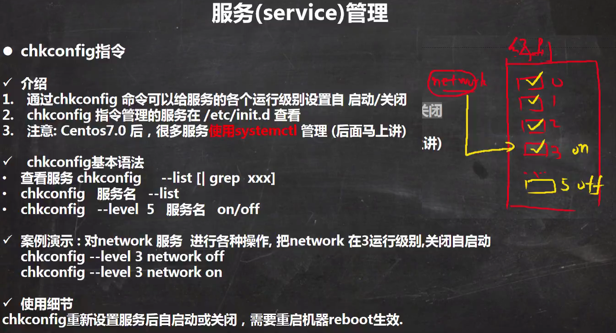 服务(service)管理
● chkconfig指令
✓ 介绍
1. 通过chkconfig 命令可以给服务的各个运行级别设置自 启动/关闭
2. chkconfig 指令管理的服务在 /etc/init.d 查看
3. 注意: Centos7.0 后，很多服务使用systemctl 管理 (后面马上讲)
✓ chkconfig基本语法
• 查看服务 chkconfig --list [| grep xxx]
• chkconfig 服务名 --list
• chkconfig --level 5 服务名 on/off
✓ 案例演示 : 对network 服务 进行各种操作, 把network 在3运行级别,关闭自启动
chkconfig --level 3 network off
chkconfig --level 3 network on
✓ 使用细节
chkconfig重新设置服务后自启动或关闭，需要重启机器reboot生效.
关闭
讲)
network
0
1
2
3 on
5 off